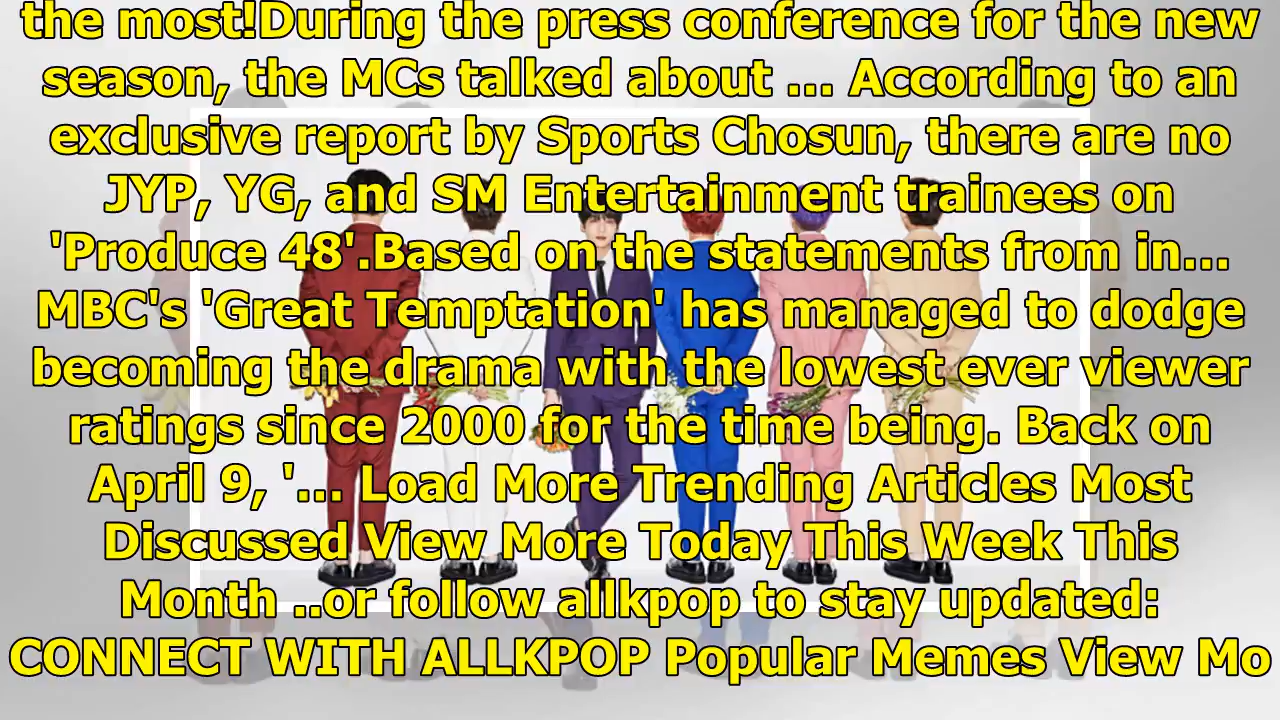 the most!During the press conference for the new
season, the MCs talked about ... According to an
exclusive report by Sports Chosun, there are no
JYP, YG, and SM Entertainment trainees on
'Produce 48'.Based on the statements from in...
MBC's 'Great Temptation' has managed to dodge
becoming the drama with the lowest ever viewer
ratings since 2000 for the time being. Back on
April 9, '... Load More Trending Articles Most
Discussed View More Today This Week This
Month ..or follow allkpop to stay updated:
CONNECT WITH ALLKPOP Popular Memes View Mo